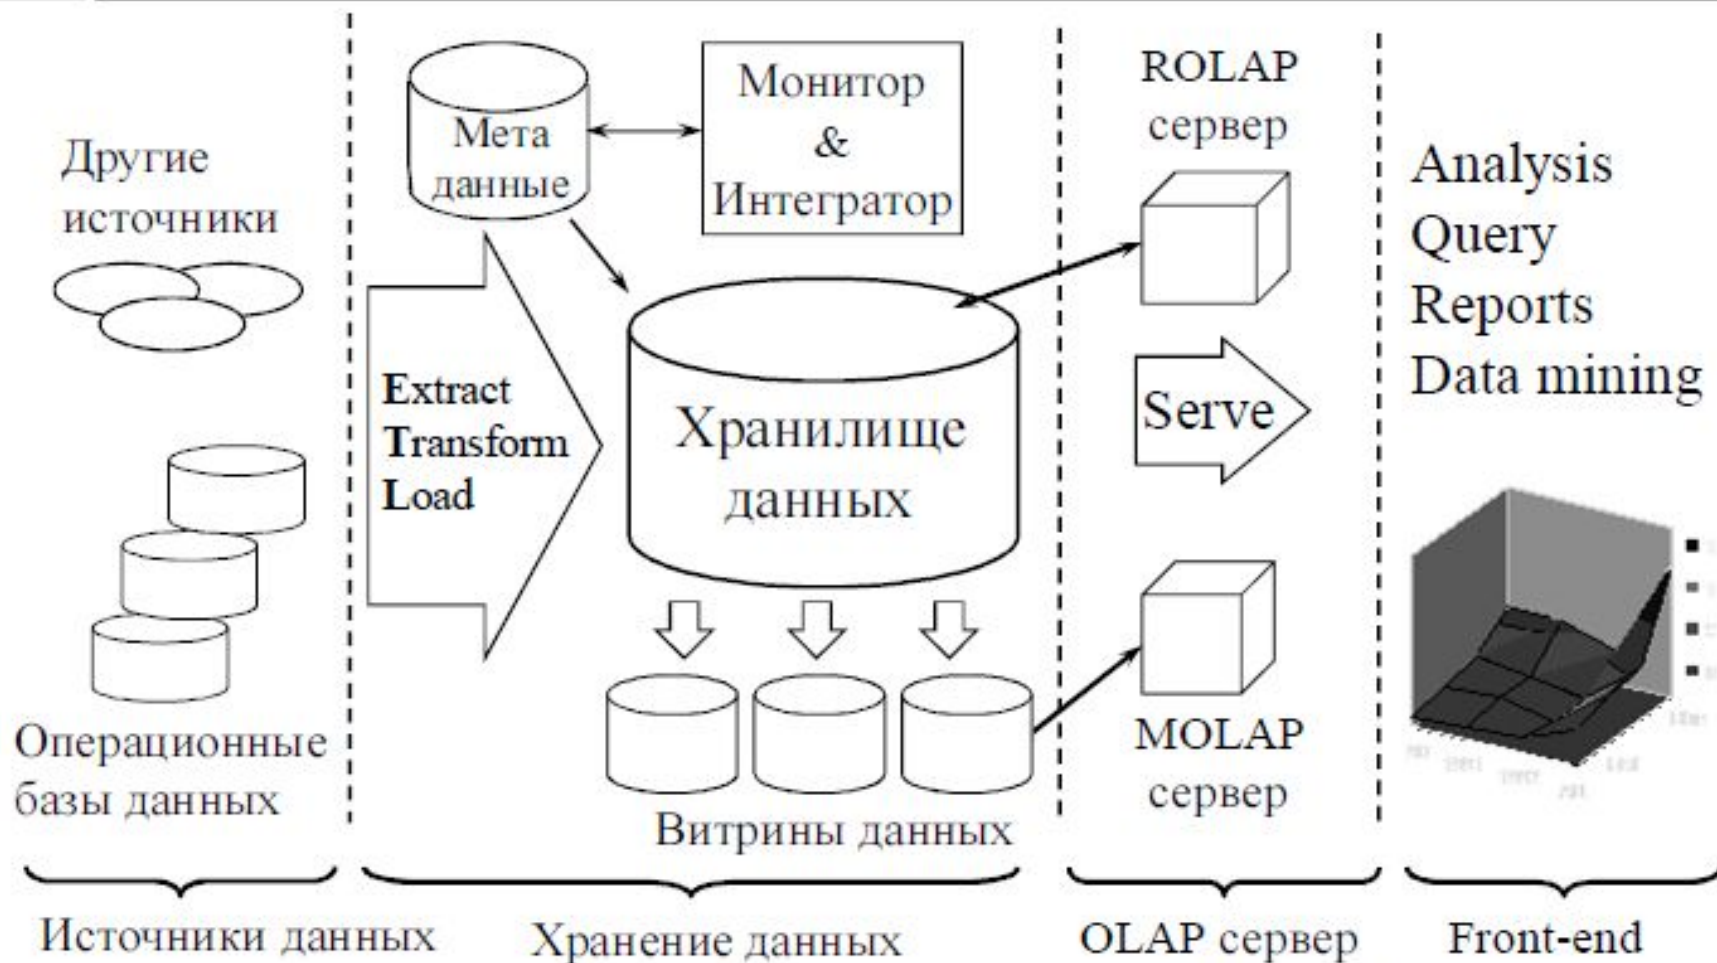 Другие
источники
Операционные
базы данных
Источники данных
Мета
данные
Монитор
&
Интегратор
Extract
Transform
Load
Хранилище
данных
Витрины данных
Хранение данных
ROLAP
сервер
Serve
MOLAP
сервер
OLAP сервер
Analysis
Query
Reports
Data mining
Front-end